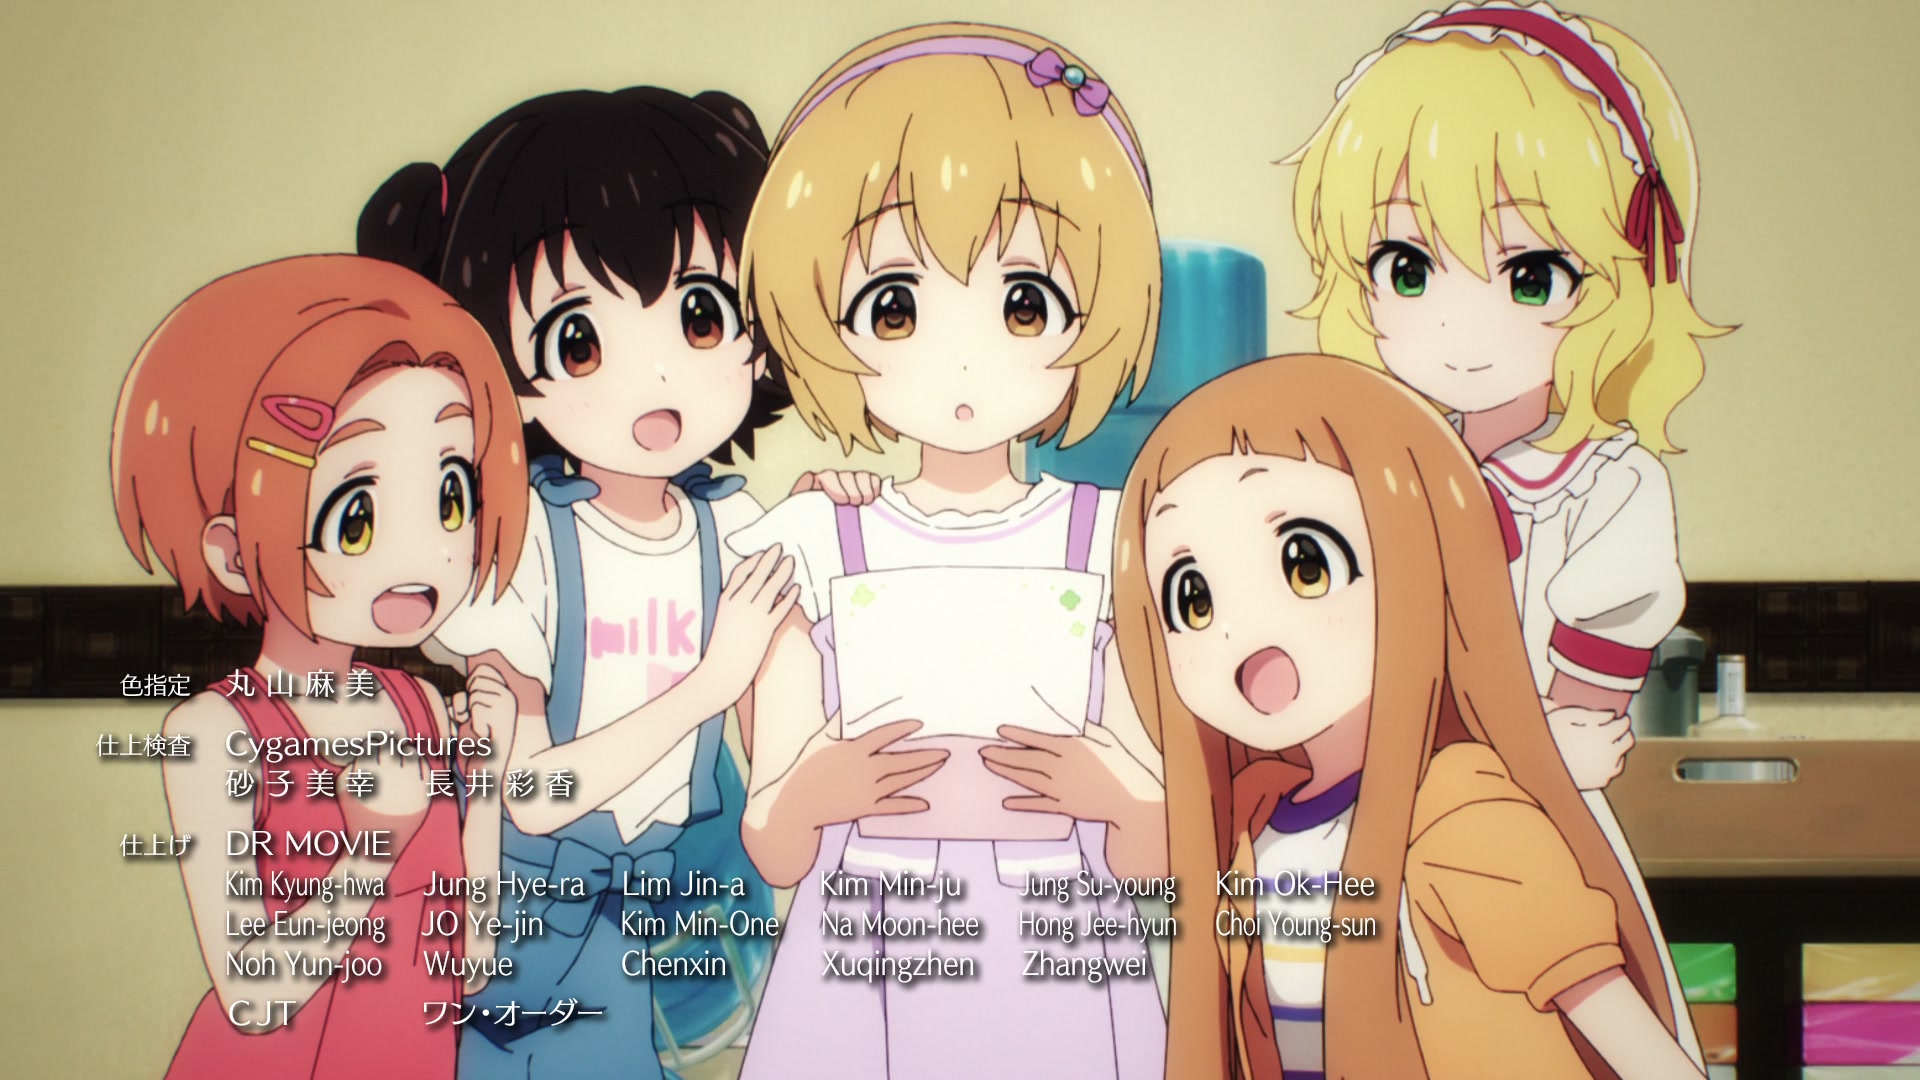 milk
色指定 丸山麻美
仕上検査 CygamesPictures
砂子美幸 長井彩香
仕上げ DR MOVIE
Kim Kyung-hwa Jung Hye-ra Lim Jin-a Kim Min-ju Jung Su-young Kim Ok-Hee
Lee Eun-jeong JO Ye-jin Kim Min-One Na Moon-hee Hong Jee-hyun Choi Young-sun
Noh Yun-joo Wuyue Chenxin Xuqingzhen Zhangwei
CJT ワン・オーダー